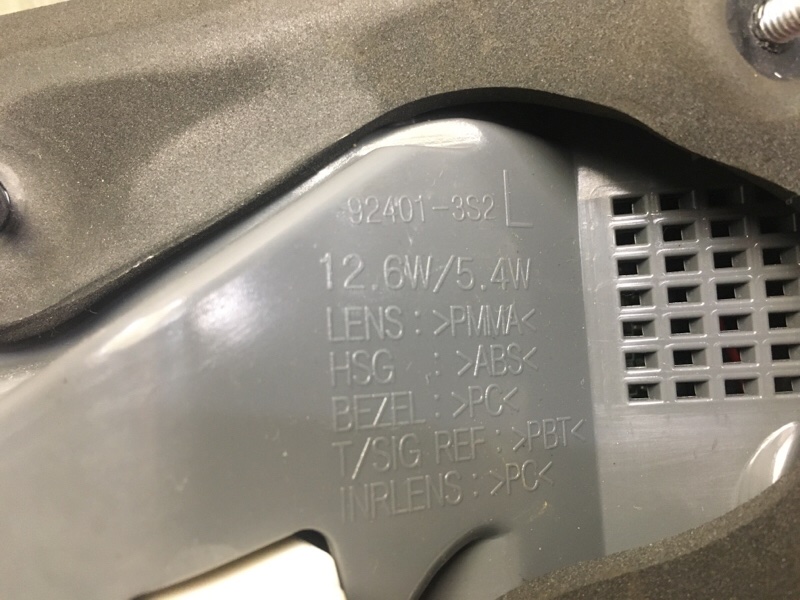 92401-3S2 L
12.6W/5.4W
LENS : >PMMA<
HSG : >ABS<
BEZEL : >PC<
T/SIG REF : >PBT<
INRLENS : >PC<